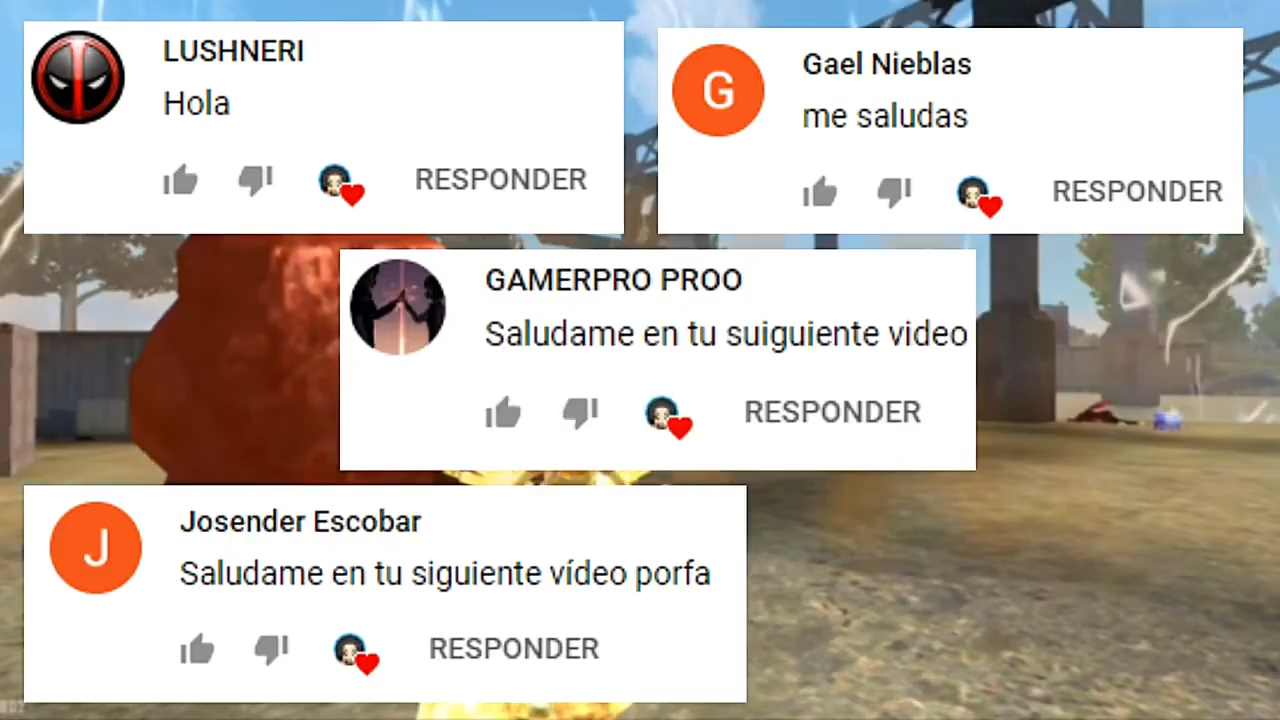 LUSHNERI
Hola
RESPONDER
G
Gael Nieblas
me saludas
RESPONDER
GAMERPRO PROO
Saludame en tu suiguiente video
RESPONDER
J
Josender Escobar
Saludame en tu siguiente vídeo porfa
RESPONDER